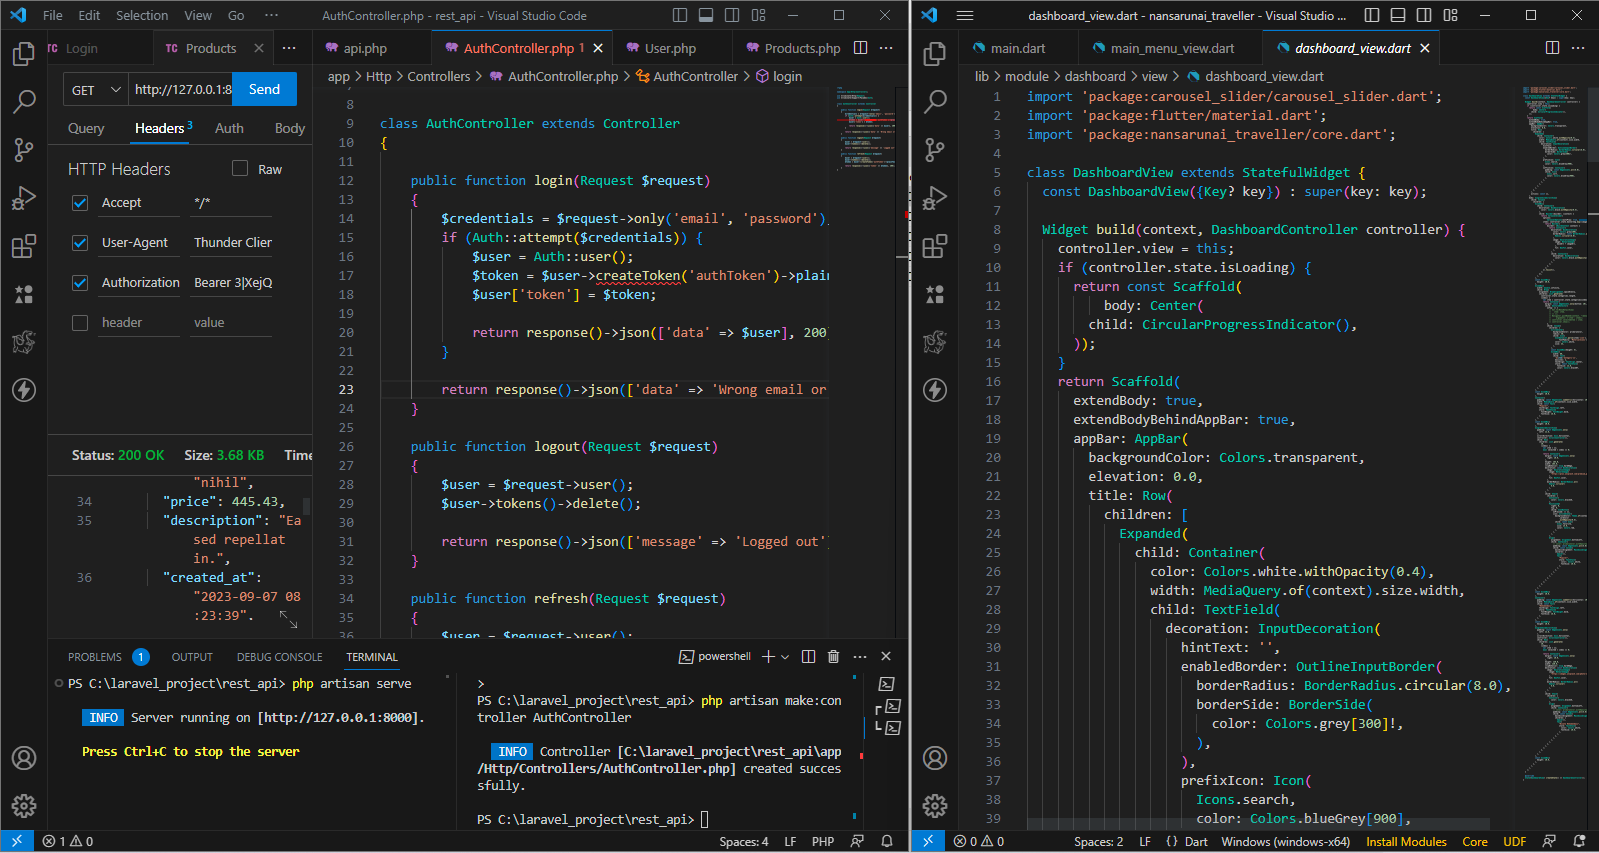 File Edit Selection View Go ··· AuthController.php - rest_api - Visual Studio Code
Login
TC Products
api.php
AuthController.php 1
User.php
Products.php
app > Http > Controllers > AuthController.php > AuthController > login
GET http://127.0.0.1:8 Send
Query Headers 3 Auth Body
HTTP Headers Raw
Accept */*
User-Agent Thunder Clier
Authorization Bearer 3|XejQ
header value
Status: 200 OK Size: 3.68 KB Time
"nihil",
34 "price": 445.43,
35 "description": "Ea
sed repellat
in.",
36 "created_at":
"2023-09-07 08
:23:39".
8
9 class AuthController extends Controller
10 {
11
12 public function login(Request $request)
13 {
14 $credentials = $request->only('email', 'password')
15 if (Auth::attempt($credentials)) {
16 $user = Auth::user();
17 $token = $user->createToken('authToken')->plain
18 $user['token'] = $token;
19
20 return response()->json(['data' => $user], 200
21 }
22
23 return response()->json(['data' => 'Wrong email or
24 }
25
26 public function logout(Request $request)
27 {
28 $user = $request->user();
29 $user->tokens()->delete();
30
31 return response()->json(['message' => 'Logged out'
32 }
33
34 public function refresh(Request $request)
35 {
36 $user = $request->user();
PROBLEMS 1 OUTPUT DEBUG CONSOLE TERMINAL powershell
PS C:\laravel_project\rest_api> php artisan serve
INFO Server running on [http://127.0.0.1:8000].
Press Ctrl+C to stop the server
>
PS C:\laravel_project\rest_api> php artisan make:co
ntroller AuthController
INFO Controller [C:\laravel_project\rest_api\app
/Http/Controllers/AuthController.php] created succes
sfully.
PS C:\laravel_project\rest_api>
1 0 Spaces: 4 LF PHP
dashboard_view.dart - nansarunai_traveller - Visual Studio ...
main.dart
main_menu_view.dart
dashboard_view.dart
lib > module > dashboard > view > dashboard_view.dart
1 import 'package:carousel_slider/carousel_slider.dart';
2 import 'package:flutter/material.dart';
3 import 'package:nansarunai_traveller/core.dart';
4
5 class DashboardView extends StatefulWidget {
6 const DashboardView({Key? key}) : super(key: key);
7
8 Widget build(context, DashboardController controller) {
9 controller.view = this;
10 if (controller.state.isLoading) {
11 return const Scaffold(
12 body: Center(
13 child: CircularProgressIndicator(),
14 ));
15 }
16 return Scaffold(
17 extendBody: true,
18 extendBodyBehindAppBar: true,
19 appBar: AppBar(
20 backgroundColor: Colors.transparent,
21 elevation: 0.0,
22 title: Row(
23 children: [
24 Expanded(
25 child: Container(
26 color: Colors.white.withOpacity(0.4),
27 width: MediaQuery.of(context).size.width,
28 child: TextField(
29 decoration: InputDecoration(
30 hintText: '',
31 enabledBorder: OutlineInputBorder(
32 borderRadius: BorderRadius.circular(8.0),
33 borderSide: BorderSide(
34 color: Colors.grey[300]!,
35 ),
36 ),
37 prefixIcon: Icon(
38 Icons.search,
39 color: Colors.blueGrey[900],
0 0 Spaces: 2 LF {} Dart Windows (windows-x64) Install Modules Core UDF